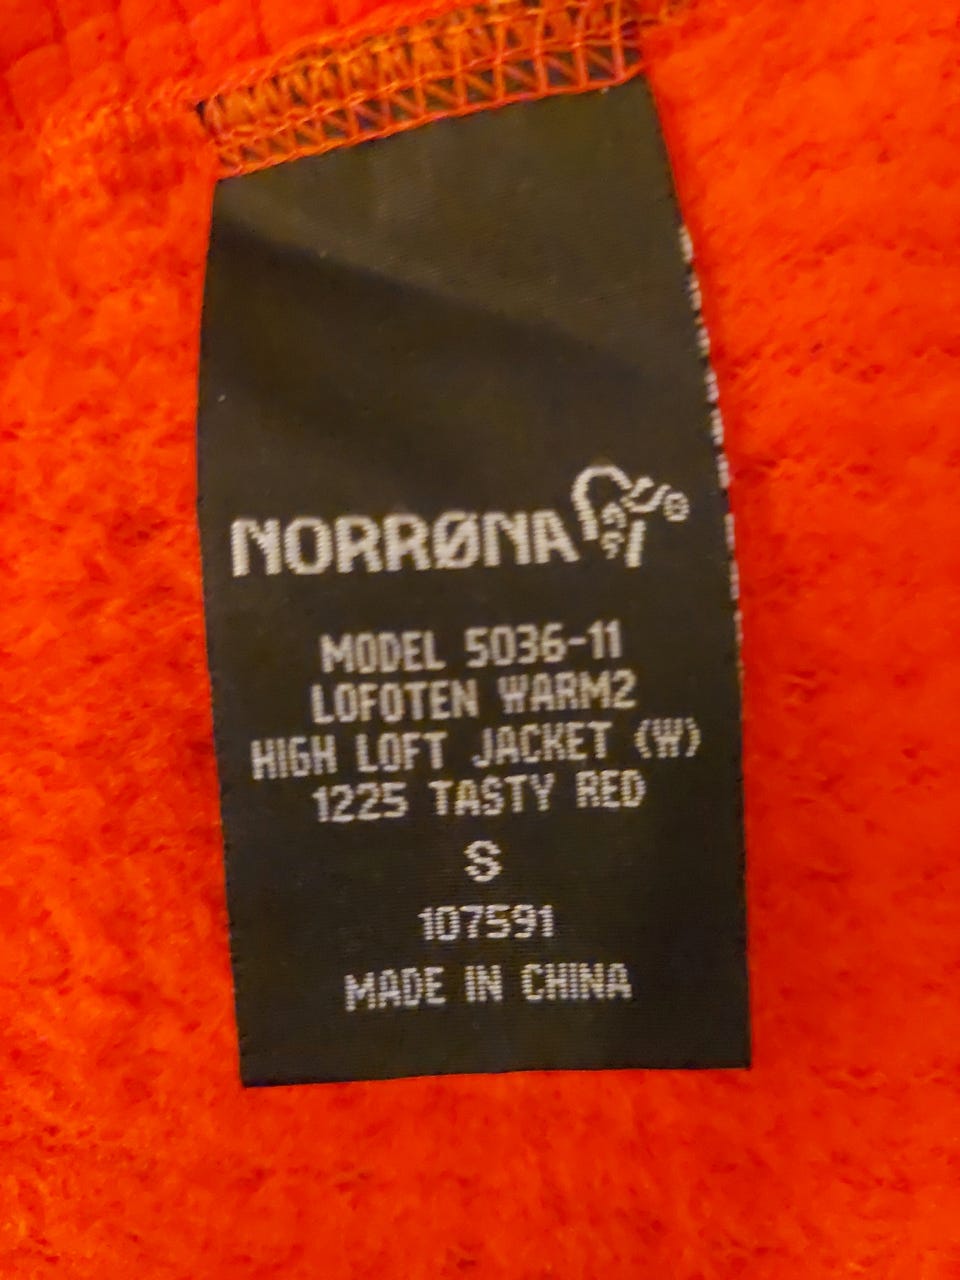 NORRØNA®
MODEL 5036-11
LOFOTEN WARM2
HIGH LOFT JACKET (W)
1225 TASTY RED
S
107591
MADE IN CHINA